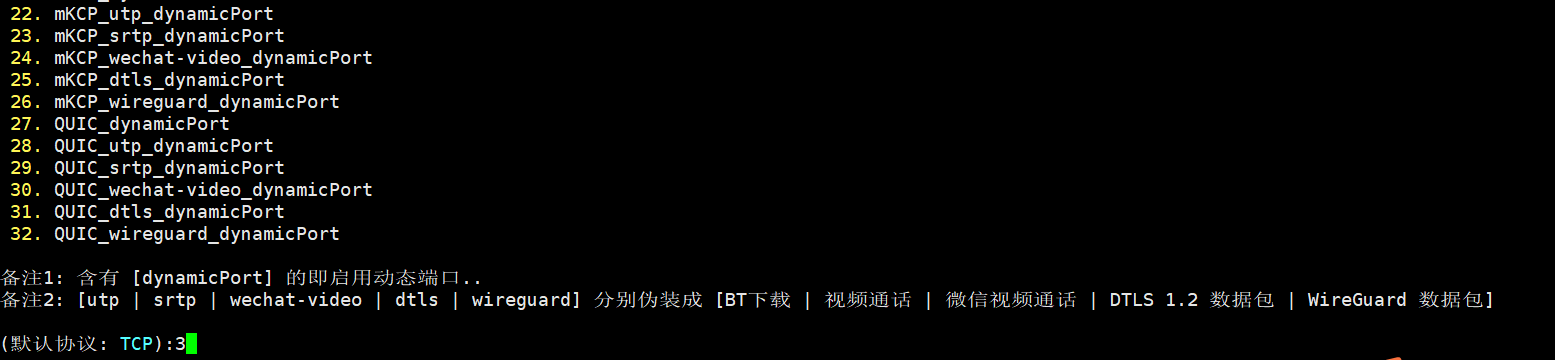 22. mKCP_utp_dynamicPort
23. mKCP_srtp_dynamicPort
24. mKCP_wechat-video_dynamicPort
25. mKCP_dtls_dynamicPort
26. mKCP_wireguard_dynamicPort
27. QUIC_dynamicPort
28. QUIC_utp_dynamicPort
29. QUIC_srtp_dynamicPort
30. QUIC_wechat-video_dynamicPort
31. QUIC_dtls_dynamicPort
32. QUIC_wireguard_dynamicPort
备注1: 含有 [dynamicPort] 的即启用动态端口..
备注2: [utp | srtp | wechat-video | dtls | wireguard] 分别伪装成 [BT下载 | 视频通话 | 微信视频通话 | DTLS 1.2 数据包 | WireGuard 数据包]
(默认协议: TCP):3